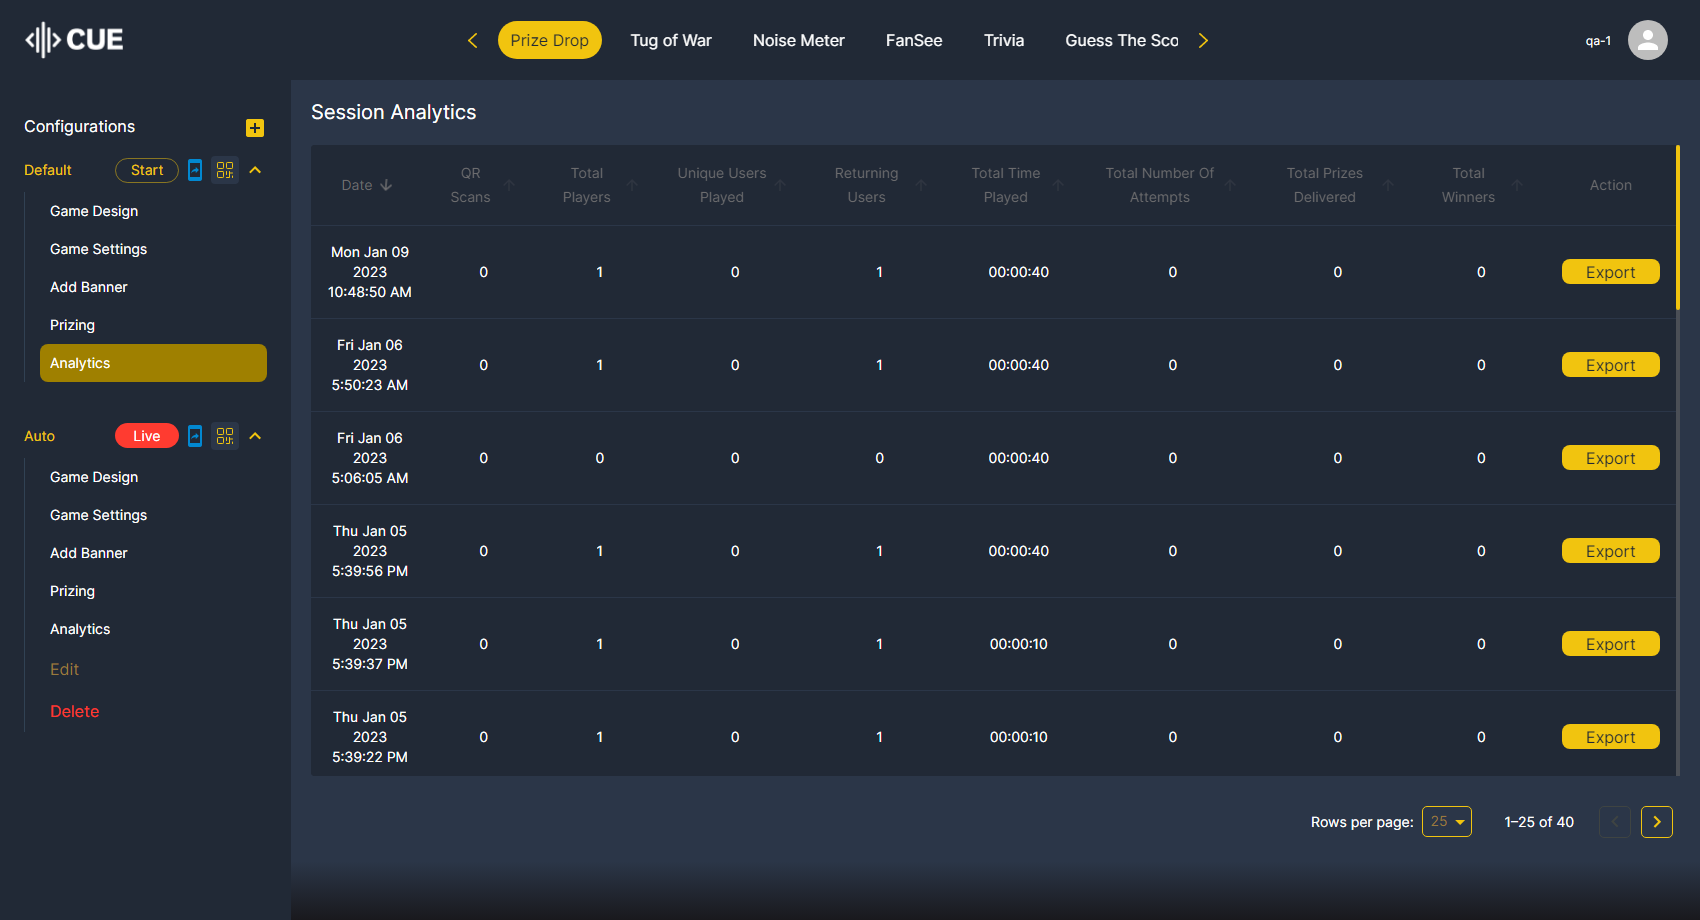 CUE
Prize Drop
Tug of War
Noise Meter
FanSee
Trivia
Guess The Sco
qa-1
Configurations
Default
Start
Game Design
Game Settings
Add Banner
Prizing
Analytics
Auto
Live
Game Design
Game Settings
Add Banner
Prizing
Analytics
Edit
Delete
Session Analytics
Date
QR
Scans
Total
Players
Unique Users
Played
Returning
Users
Total Time
Played
Total Number Of
Attempts
Total Prizes
Delivered
Total
Winners
Action
Mon Jan 09
2023
10:48:50 AM
0
1
0
1
00:00:40
0
0
0
Export
Fri Jan 06
2023
5:50:23 AM
0
1
0
1
00:00:40
0
0
0
Export
Fri Jan 06
2023
5:06:05 AM
0
0
0
0
00:00:40
0
0
0
Export
Thu Jan 05
2023
5:39:56 PM
0
1
0
1
00:00:40
0
0
0
Export
Thu Jan 05
2023
5:39:37 PM
0
1
0
1
00:00:10
0
0
0
Export
Thu Jan 05
2023
5:39:22 PM
0
1
0
1
00:00:10
0
0
0
Export
Rows per page:
25
1–25 of 40